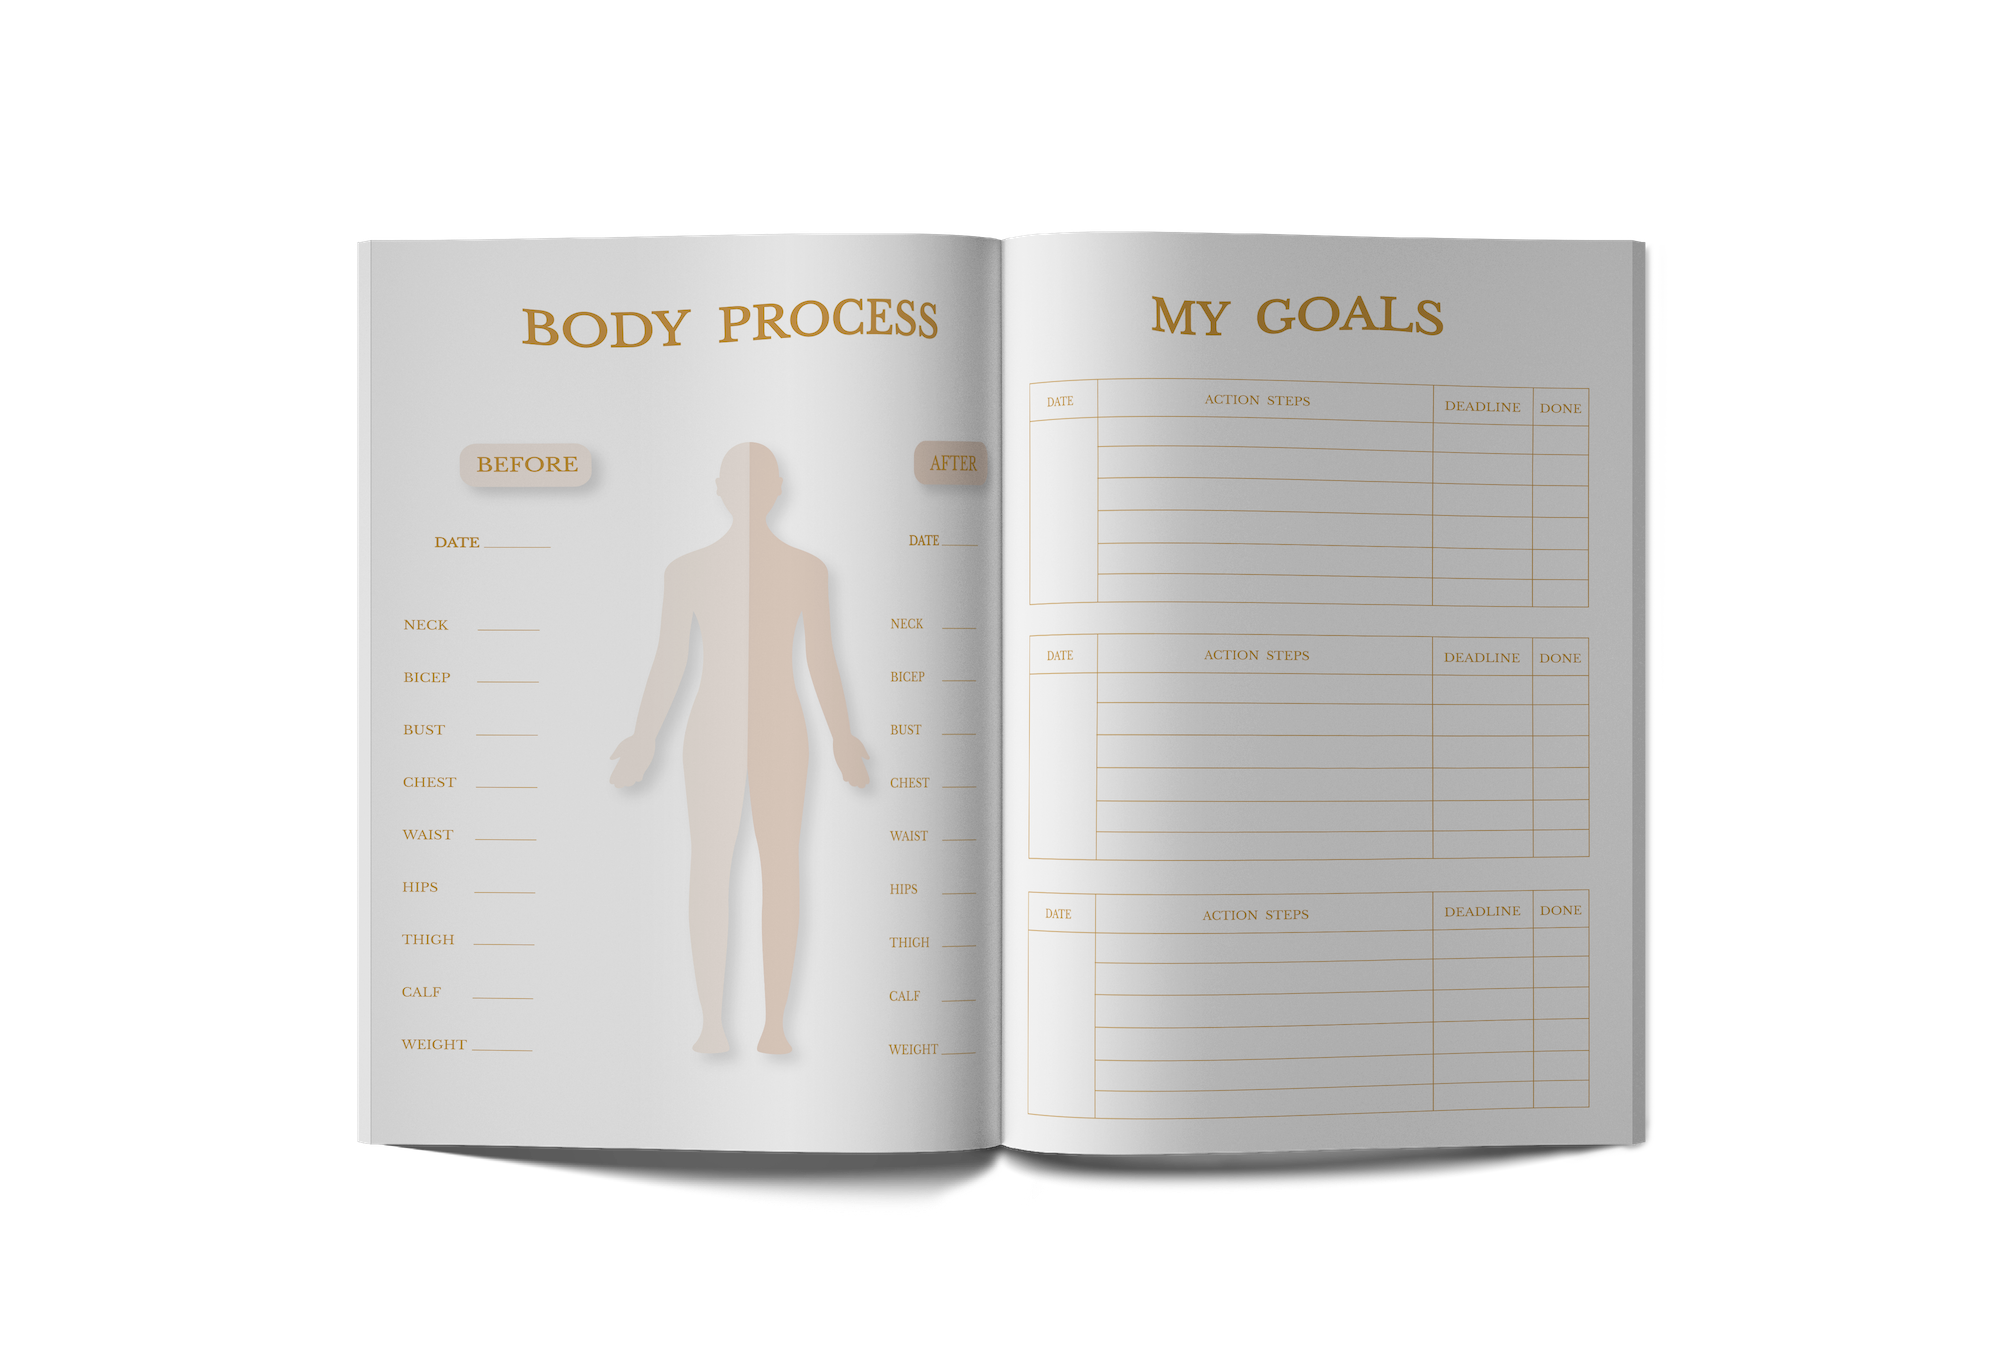 BODY PROCESS
BEFORE
DATE
NECK
BICEP
BUST
CHEST
WAIST
HIPS
THIGH
CALF
WEIGHT
AFTER
DATE
NECK
BICEP
BUST
CHEST
WAIST
HIPS
THIGH
CALF
WEIGHT
MY GOALS
DATE ACTION STEPS DEADLINE DONE
DATE ACTION STEPS DEADLINE DONE
DATE ACTION STEPS DEADLINE DONE